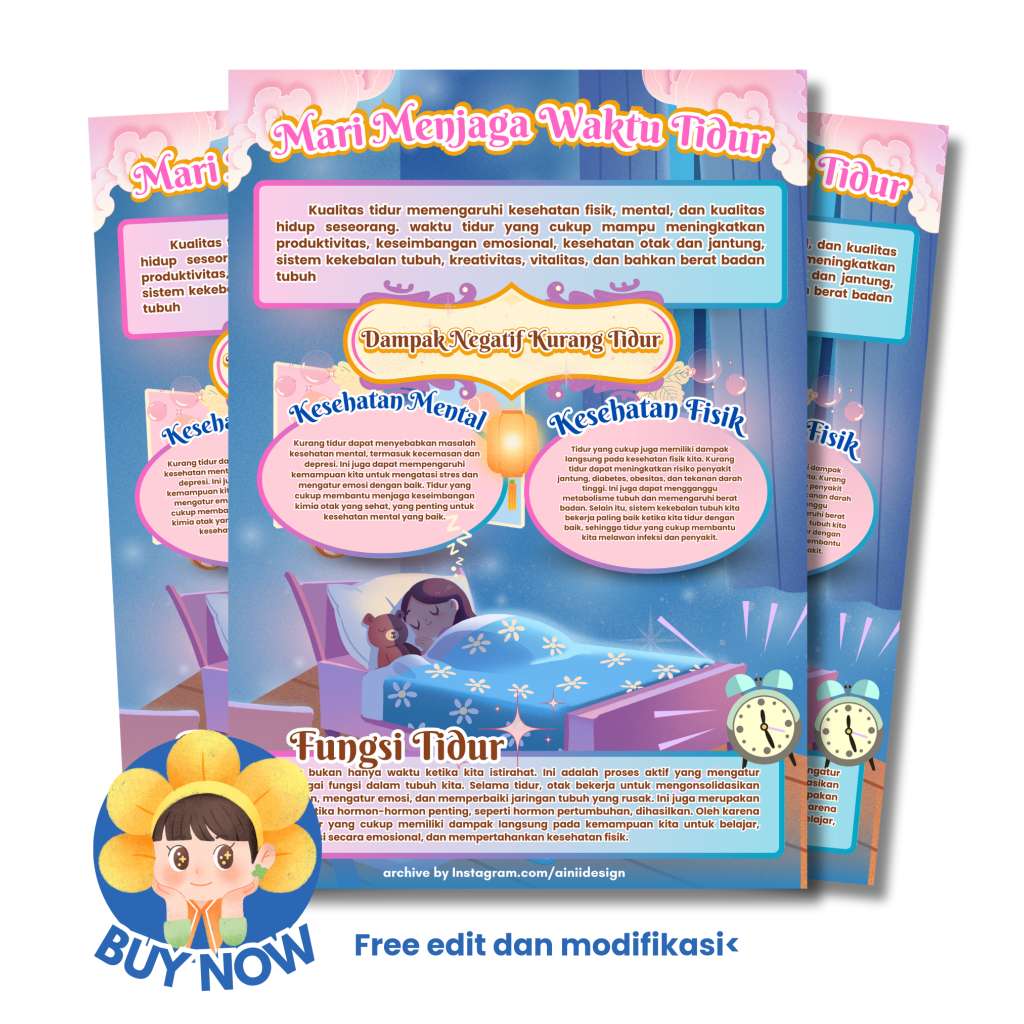 Mari Menjaga Waktu Tidur
Kualitas tidur memengaruhi kesehatan fisik, mental, dan kualitas
hidup seseorang. waktu tidur yang cukup mampu meningkatkan
produktivitas, keseimbangan emosional, kesehatan otak dan jantung,
sistem kekebalan tubuh, kreativitas, vitalitas, dan bahkan berat badan
tubuh
Dampak Negatif Kurang Tidur
Kesehatan Mental
Kurang tidur dapat menyebabkan masalah
kesehatan mental, termasuk kecemasan dan
depresi. Ini juga dapat mempengaruhi
kemampuan kita untuk mengatasi stres dan
mengatur emosi dengan baik. Tidur yang
cukup membantu menjaga keseimbangan
kimia otak yang sehat, yang penting untuk
kesehatan mental yang baik.
Kesehatan Fisik
Tidur yang cukup juga memiliki dampak
langsung pada kesehatan fisik kita. Kurang
tidur dapat meningkatkan risiko penyakit
jantung, diabetes, obesitas, dan tekanan darah
tinggi. Ini juga dapat mengganggu
metabolisme tubuh dan memengaruhi berat
badan. Selain itu, sistem kekebalan tubuh kita
bekerja paling baik ketika kita tidur dengan
baik, sehingga tidur yang cukup membantu
kita melawan infeksi dan penyakit.
zzzzz
Fungsi Tidur
bukan hanya waktu ketika kita istirahat. Ini adalah proses aktif yang mengatur
fungsi dalam tubuh kita. Selama tidur, otak bekerja untuk mengonsolidasikan
mengatur emosi, dan memperbaiki jaringan tubuh yang rusak. Ini juga merupakan
hormon-hormon penting, seperti hormon pertumbuhan, dihasilkan. Oleh karena
yang cukup memiliki dampak langsung pada kemampuan kita untuk belajar,
secara emosional, dan mempertahankan kesehatan fisik.
archive by Instagram.com/ainiidesign
BUY NOW
Free edit dan modifikasi<